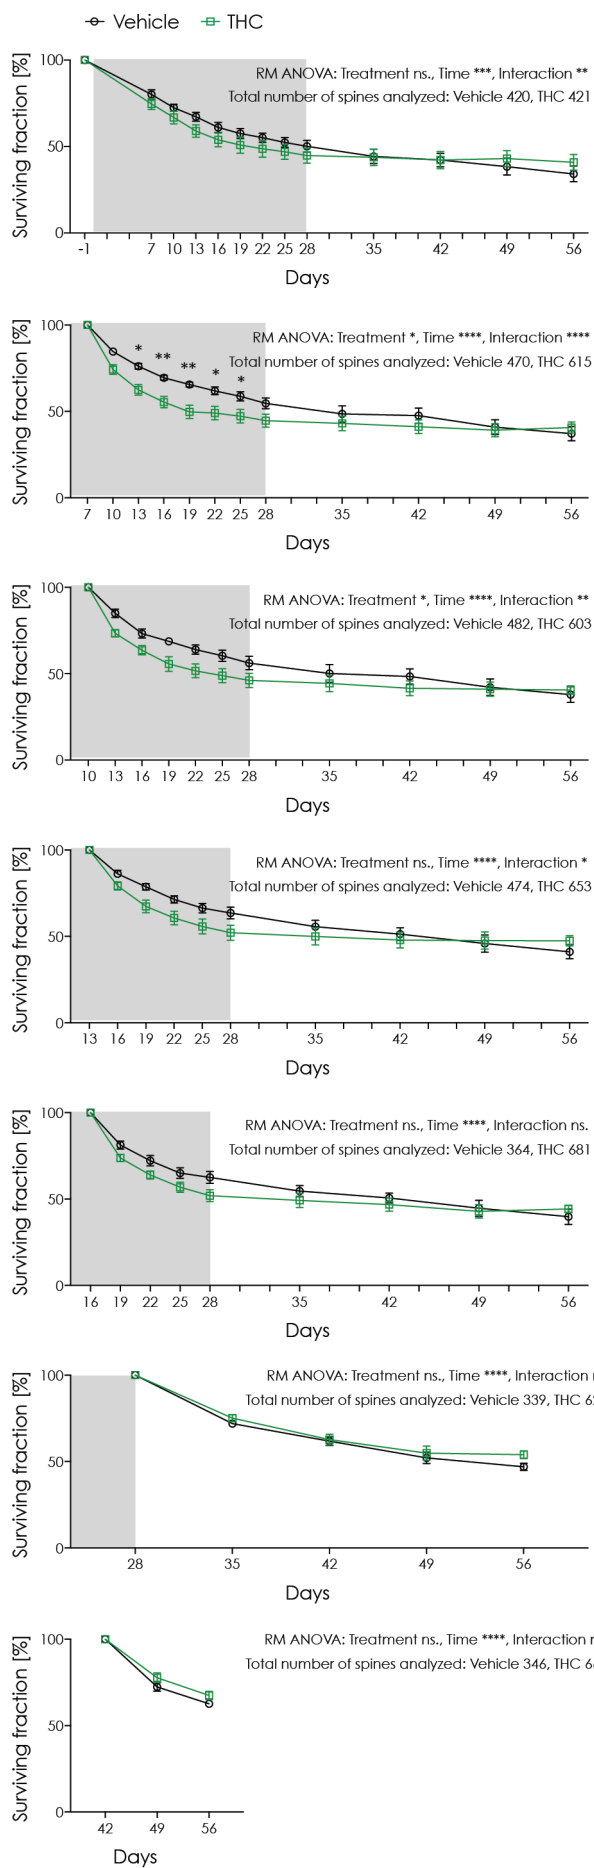 Vehicle THC
Surviving fraction [%]
RM ANOVA: Treatment ns., Time ***, Interaction **
Total number of spines analyzed: Vehicle 420, THC 421
100
50
0
-1 7 10 13 16 19 22 25 28 35 42 49 56
Days
Surviving fraction [%]
RM ANOVA: Treatment *, Time ****, Interaction ****
Total number of spines analyzed: Vehicle 470, THC 615
100
50
0
* ** ** * *
7 10 13 16 19 22 25 28 35 42 49 56
Days
Surviving fraction [%]
RM ANOVA: Treatment *, Time ****, Interaction **
Total number of spines analyzed: Vehicle 482, THC 603
100
50
0
10 13 16 19 22 25 28 35 42 49 56
Days
Surviving fraction [%]
RM ANOVA: Treatment ns., Time ****, Interaction *
Total number of spines analyzed: Vehicle 474, THC 653
100
50
0
13 16 19 22 25 28 35 42 49 56
Days
Surviving fraction [%]
RM ANOVA: Treatment ns., Time ****, Interaction ns.
Total number of spines analyzed: Vehicle 364, THC 681
100
50
0
16 19 22 25 28 35 42 49 56
Days
Surviving fraction [%]
RM ANOVA: Treatment ns., Time ****, Interaction
Total number of spines analyzed: Vehicle 339, THC
100
50
0
28 35 42 49 56
Days
Surviving fraction [%]
RM ANOVA: Treatment ns., Time ****, Interaction
Total number of spines analyzed: Vehicle 346, THC
100
50
0
42 49 56
Days